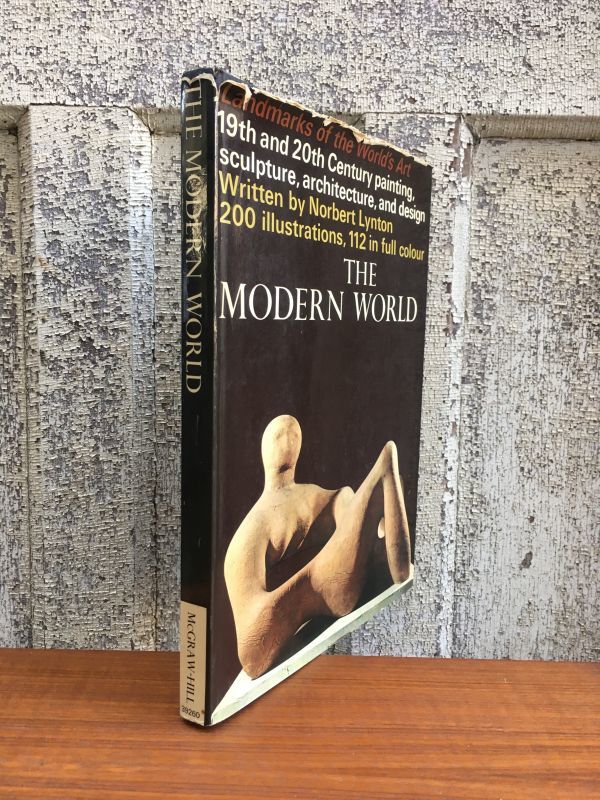 Landmarks of the World's Art
19th and 20th Century painting,
sculpture, architecture, and design
Written by Norbert Lynton
200 illustrations, 112 in full colour
THE
MODERN WORLD
THE MODERN WORLD
McGRAW-HILL
39260